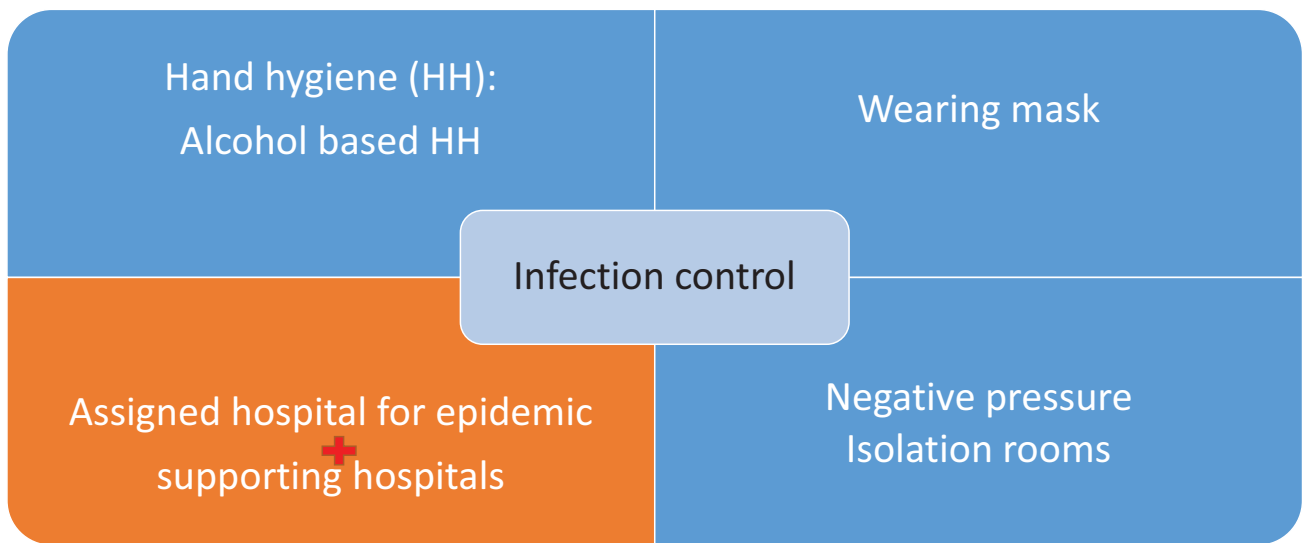 Hand hygiene (HH):
Alcohol based HH
Wearing mask
Infection control
Assigned hospital for epidemic
supporting hospitals
Negative pressure
Isolation rooms